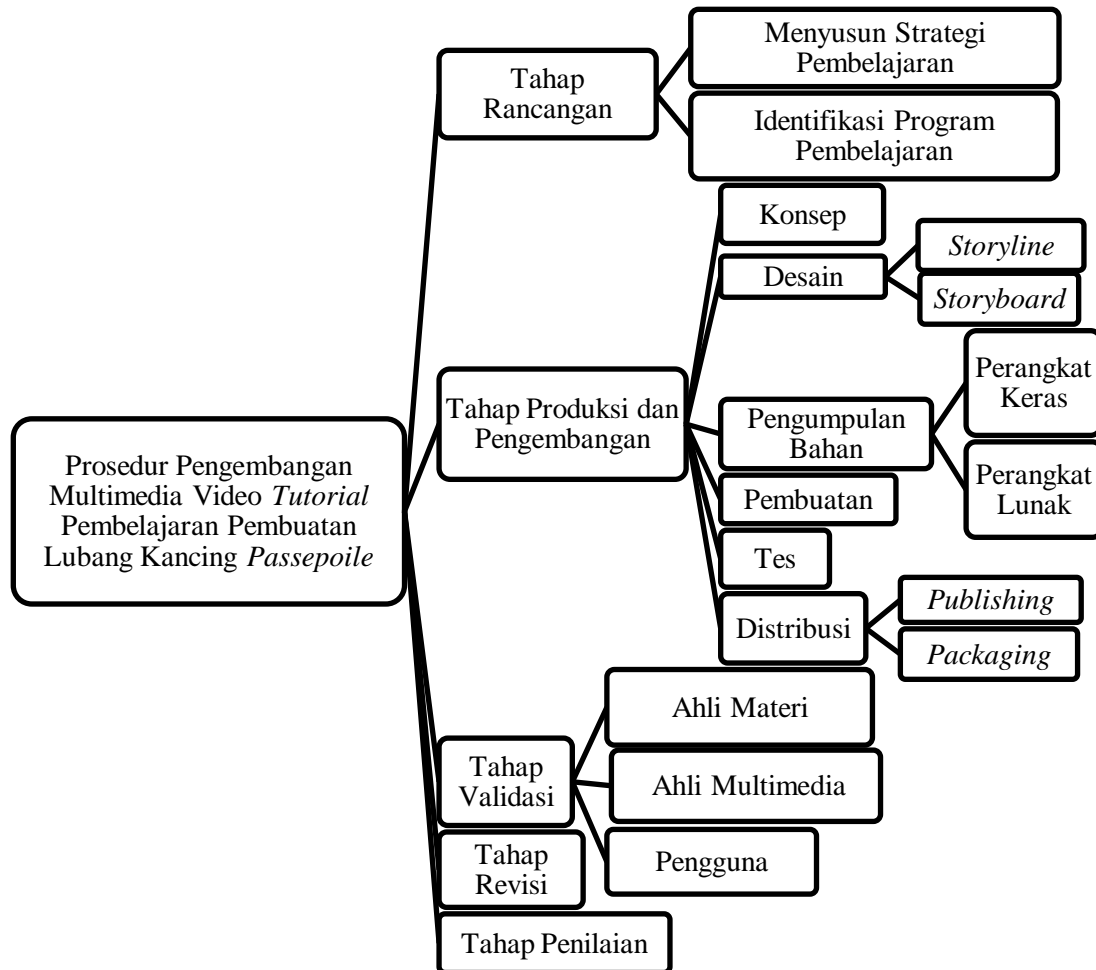 Prosedur Pengembangan
Multimedia Video Tutorial
Pembelajaran Pembuatan
Lubang Kancing Passepoile
Tahap
Rancangan
Menyusun Strategi
Pembelajaran
Identifikasi Program
Pembelajaran
Tahap Produksi dan
Pengembangan
Konsep
Desain
Storyline
Storyboard
Pengumpulan
Bahan
Perangkat
Keras
Perangkat
Lunak
Pembuatan
Tes
Distribusi
Publishing
Packaging
Tahap
Validasi
Ahli Materi
Ahli Multimedia
Pengguna
Tahap
Revisi
Tahap Penilaian